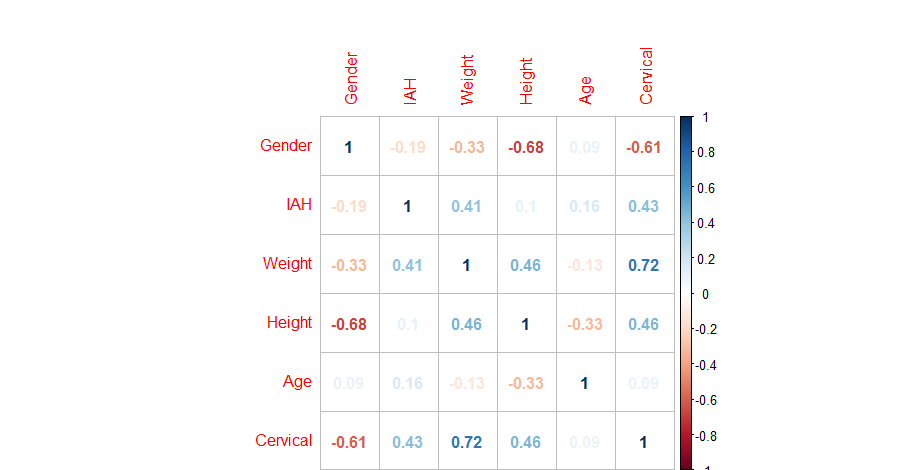 Gender IAH Weight Height Age Cervical
Gender 1 -0.19 -0.33 -0.68 0.09 -0.61
IAH -0.19 1 0.41 0.1 0.16 0.43
Weight -0.33 0.41 1 0.46 -0.13 0.72
Height -0.68 0.1 0.46 1 -0.33 0.46
Age 0.09 0.16 -0.13 -0.33 1 0.09
Cervical -0.61 0.43 0.72 0.46 0.09 1
1
0.8
0.6
0.4
0.2
0
-0.2
-0.4
-0.6
-0.8
-1